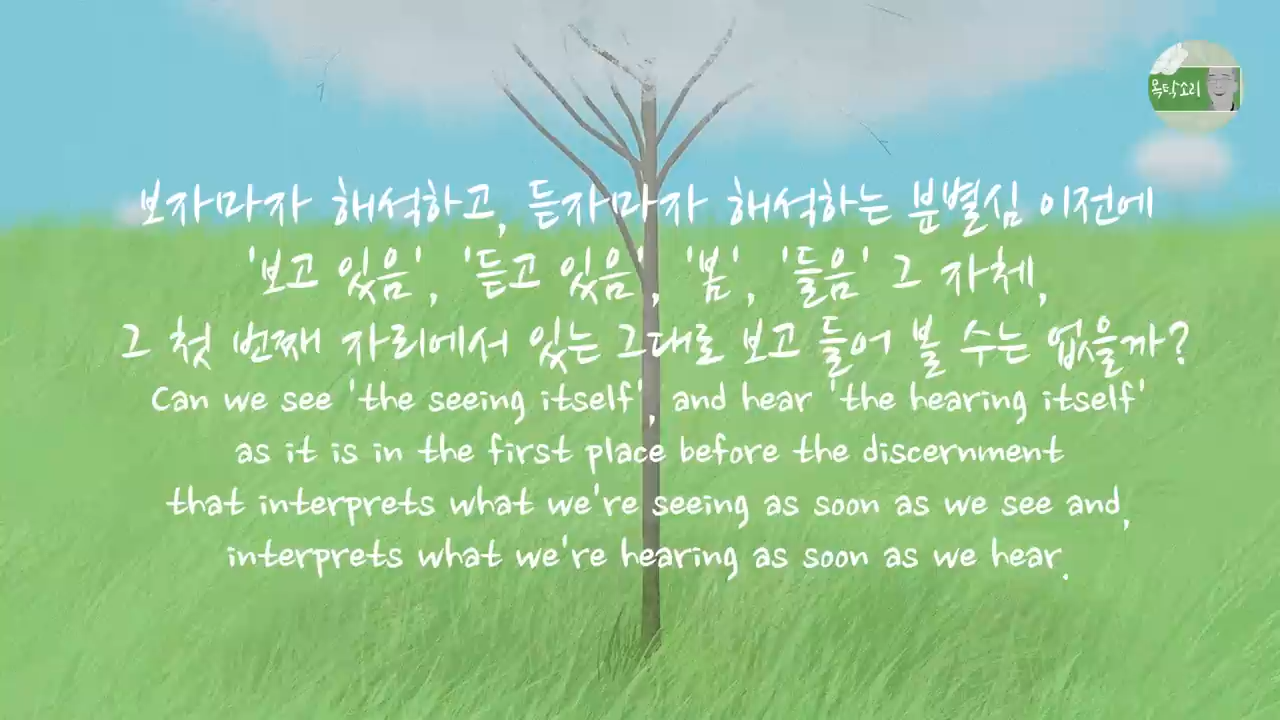 목탁소리
보자마자 해석하고, 듣자마자 해석하는 분별심 이전에
'보고 있음', '듣고 있음', '봄', '들음' 그 자체,
그 첫 번째 자리에서 있는 그대로 보고 들어 볼 수는 없을까?
Can we see 'the seeing itself', and hear 'the hearing itself'
as it is in the first place before the discernment
that interprets what we're seeing as soon as we see and,
interprets what we're hearing as soon as we hear.